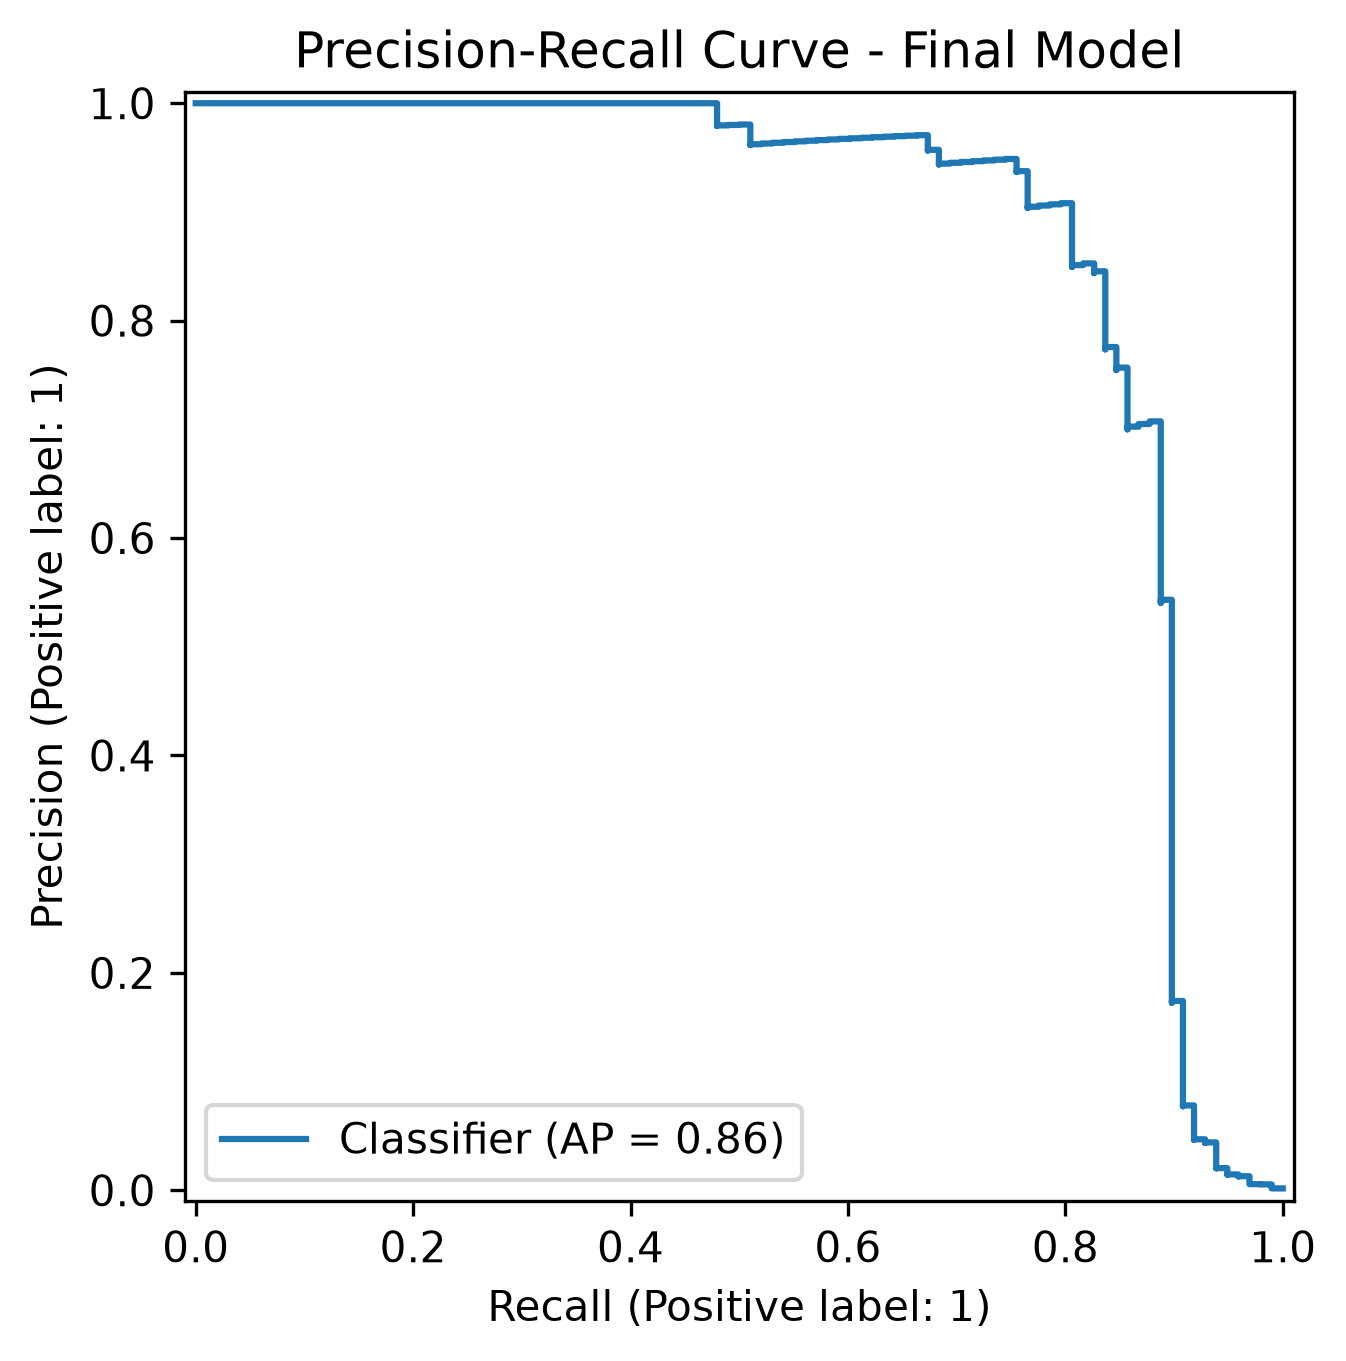 Precision-Recall Curve - Final Model
1.0
0.8
0.6
0.4
0.2
0.0
Precision (Positive label: 1)
Classifier (AP = 0.86)
0.0 0.2 0.4 0.6 0.8 1.0
Recall (Positive label: 1)